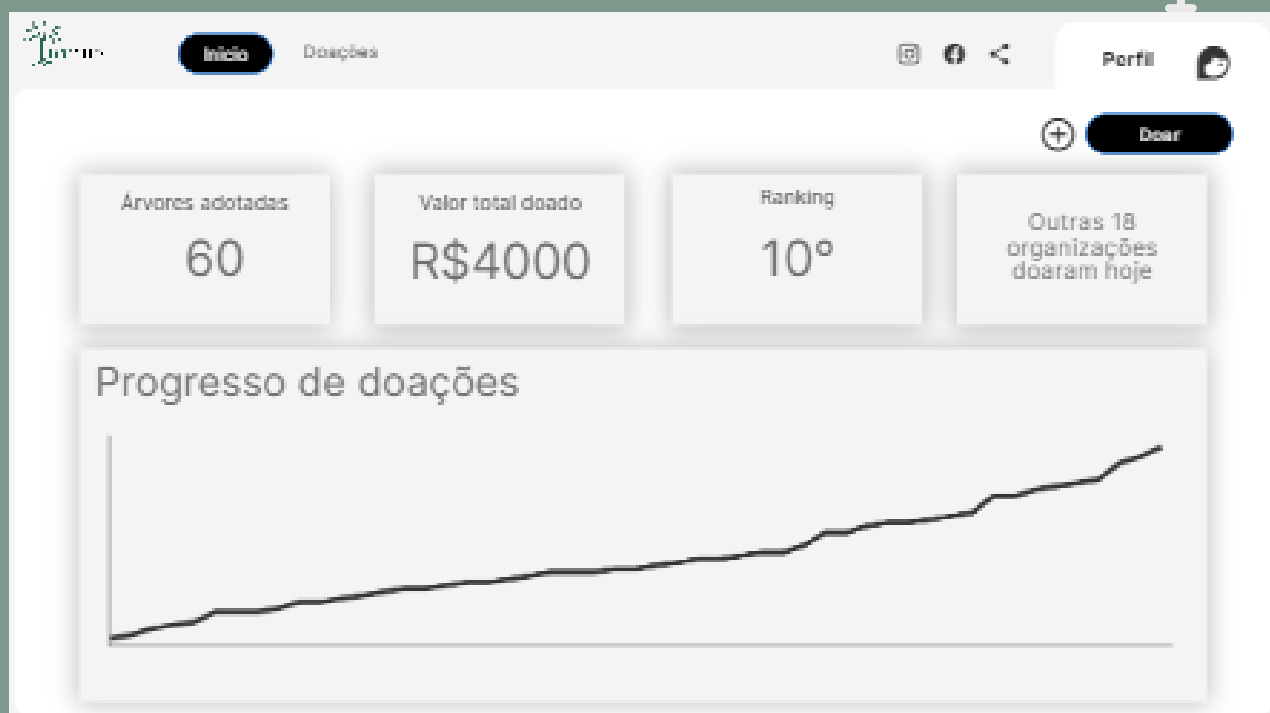 Início
Doações
Perfil
Doar
Árvores adotadas
60
Valor total doado
R$4000
Ranking
10º
Outras 18
organizações
doaram hoje
Progresso de doações